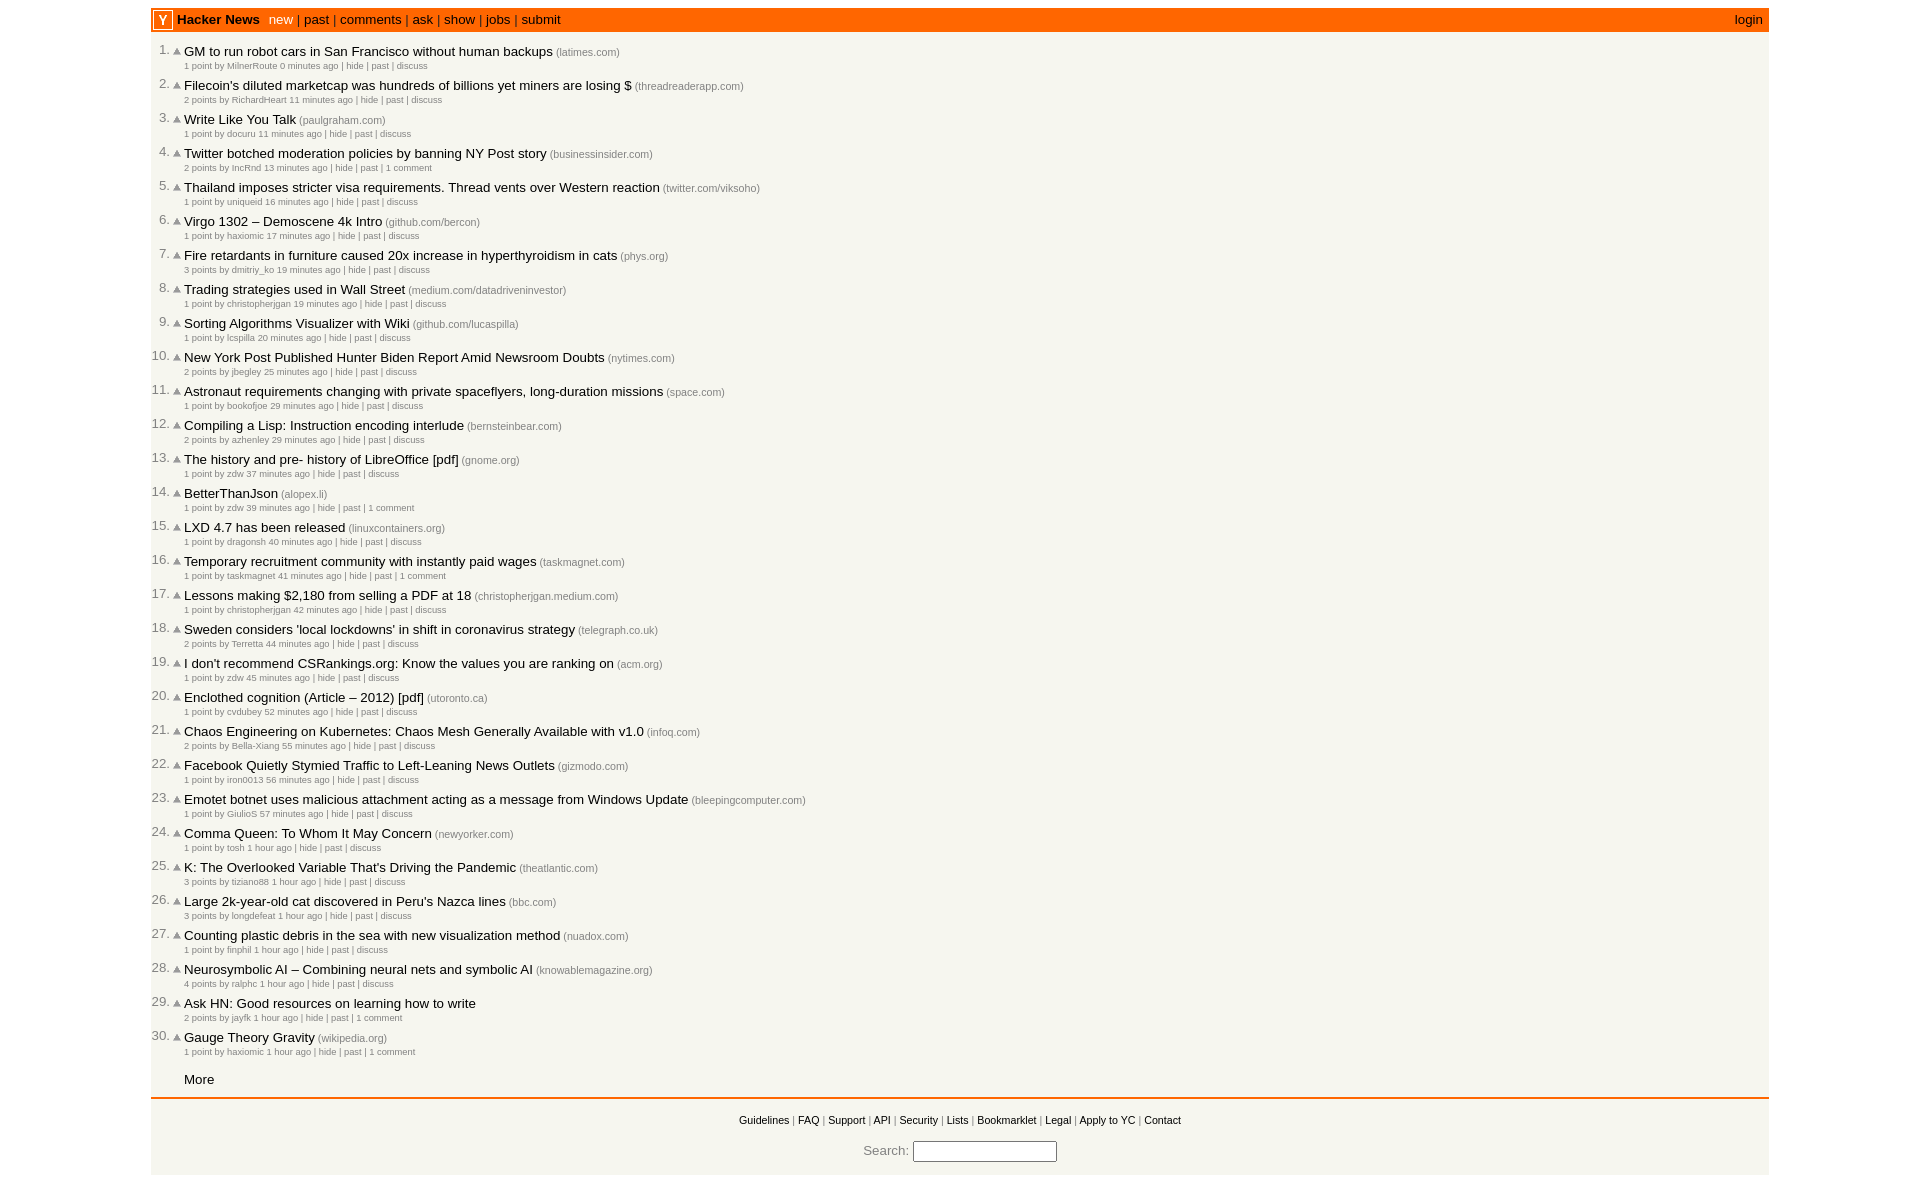 Y Hacker News new | past | comments | ask | show | jobs | submit login
1. GM to run robot cars in San Francisco without human backups (latimes.com)
1 point by MilnerRoute 0 minutes ago | hide | past | discuss
2. Filecoin's diluted marketcap was hundreds of billions yet miners are losing $ (threadreaderapp.com)
2 points by RichardHeart 11 minutes ago | hide | past | discuss
3. Write Like You Talk (paulgraham.com)
1 point by docuru 11 minutes ago | hide | past | discuss
4. Twitter botched moderation policies by banning NY Post story (businessinsider.com)
2 points by IncRnd 13 minutes ago | hide | past | 1 comment
5. Thailand imposes stricter visa requirements. Thread vents over Western reaction (twitter.com/viksoho)
1 point by uniqueid 16 minutes ago | hide | past | discuss
6. Virgo 1302 – Demoscene 4k Intro (github.com/bercon)
1 point by haxiomic 17 minutes ago | hide | past | discuss
7. Fire retardants in furniture caused 20x increase in hyperthyroidism in cats (phys.org)
3 points by dmitriy_ko 19 minutes ago | hide | past | discuss
8. Trading strategies used in Wall Street (medium.com/datadriveninvestor)
1 point by christopherjgan 19 minutes ago | hide | past | discuss
9. Sorting Algorithms Visualizer with Wiki (github.com/lucaspilla)
1 point by lcspilla 20 minutes ago | hide | past | discuss
10. New York Post Published Hunter Biden Report Amid Newsroom Doubts (nytimes.com)
2 points by jbegley 25 minutes ago | hide | past | discuss
11. Astronaut requirements changing with private spaceflyers, long-duration missions (space.com)
1 point by bookofjoe 29 minutes ago | hide | past | discuss
12. Compiling a Lisp: Instruction encoding interlude (bernsteinbear.com)
2 points by azhenley 29 minutes ago | hide | past | discuss
13. The history and pre- history of LibreOffice [pdf] (gnome.org)
1 point by zdw 37 minutes ago | hide | past | discuss
14. BetterThanJson (alopex.li)
1 point by zdw 39 minutes ago | hide | past | 1 comment
15. LXD 4.7 has been released (linuxcontainers.org)
1 point by dragonsh 40 minutes ago | hide | past | discuss
16. Temporary recruitment community with instantly paid wages (taskmagnet.com)
1 point by taskmagnet 41 minutes ago | hide | past | 1 comment
17. Lessons making $2,180 from selling a PDF at 18 (christopherjgan.medium.com)
1 point by christopherjgan 42 minutes ago | hide | past | discuss
18. Sweden considers 'local lockdowns' in shift in coronavirus strategy (telegraph.co.uk)
2 points by Terretta 44 minutes ago | hide | past | discuss
19. I don't recommend CSRankings.org: Know the values you are ranking on (acm.org)
1 point by zdw 45 minutes ago | hide | past | discuss
20. Enclothed cognition (Article – 2012) [pdf] (utoronto.ca)
1 point by cvdubey 52 minutes ago | hide | past | discuss
21. Chaos Engineering on Kubernetes: Chaos Mesh Generally Available with v1.0 (infoq.com)
2 points by Bella-Xiang 55 minutes ago | hide | past | discuss
22. Facebook Quietly Stymied Traffic to Left-Leaning News Outlets (gizmodo.com)
1 point by iron0013 56 minutes ago | hide | past | discuss
23. Emotet botnet uses malicious attachment acting as a message from Windows Update (bleepingcomputer.com)
1 point by GiulioS 57 minutes ago | hide | past | discuss
24. Comma Queen: To Whom It May Concern (newyorker.com)
1 point by tosh 1 hour ago | hide | past | discuss
25. K: The Overlooked Variable That's Driving the Pandemic (theatlantic.com)
3 points by tiziano88 1 hour ago | hide | past | discuss
26. Large 2k-year-old cat discovered in Peru's Nazca lines (bbc.com)
3 points by longdefeat 1 hour ago | hide | past | discuss
27. Counting plastic debris in the sea with new visualization method (nuadox.com)
1 point by finphil 1 hour ago | hide | past | discuss
28. Neurosymbolic AI – Combining neural nets and symbolic AI (knowablemagazine.org)
4 points by ralphc 1 hour ago | hide | past | discuss
29. Ask HN: Good resources on learning how to write
2 points by jayfk 1 hour ago | hide | past | 1 comment
30. Gauge Theory Gravity (wikipedia.org)
1 point by haxiomic 1 hour ago | hide | past | 1 comment
More
Guidelines | FAQ | Support | API | Security | Lists | Bookmarklet | Legal | Apply to YC | Contact
Search: